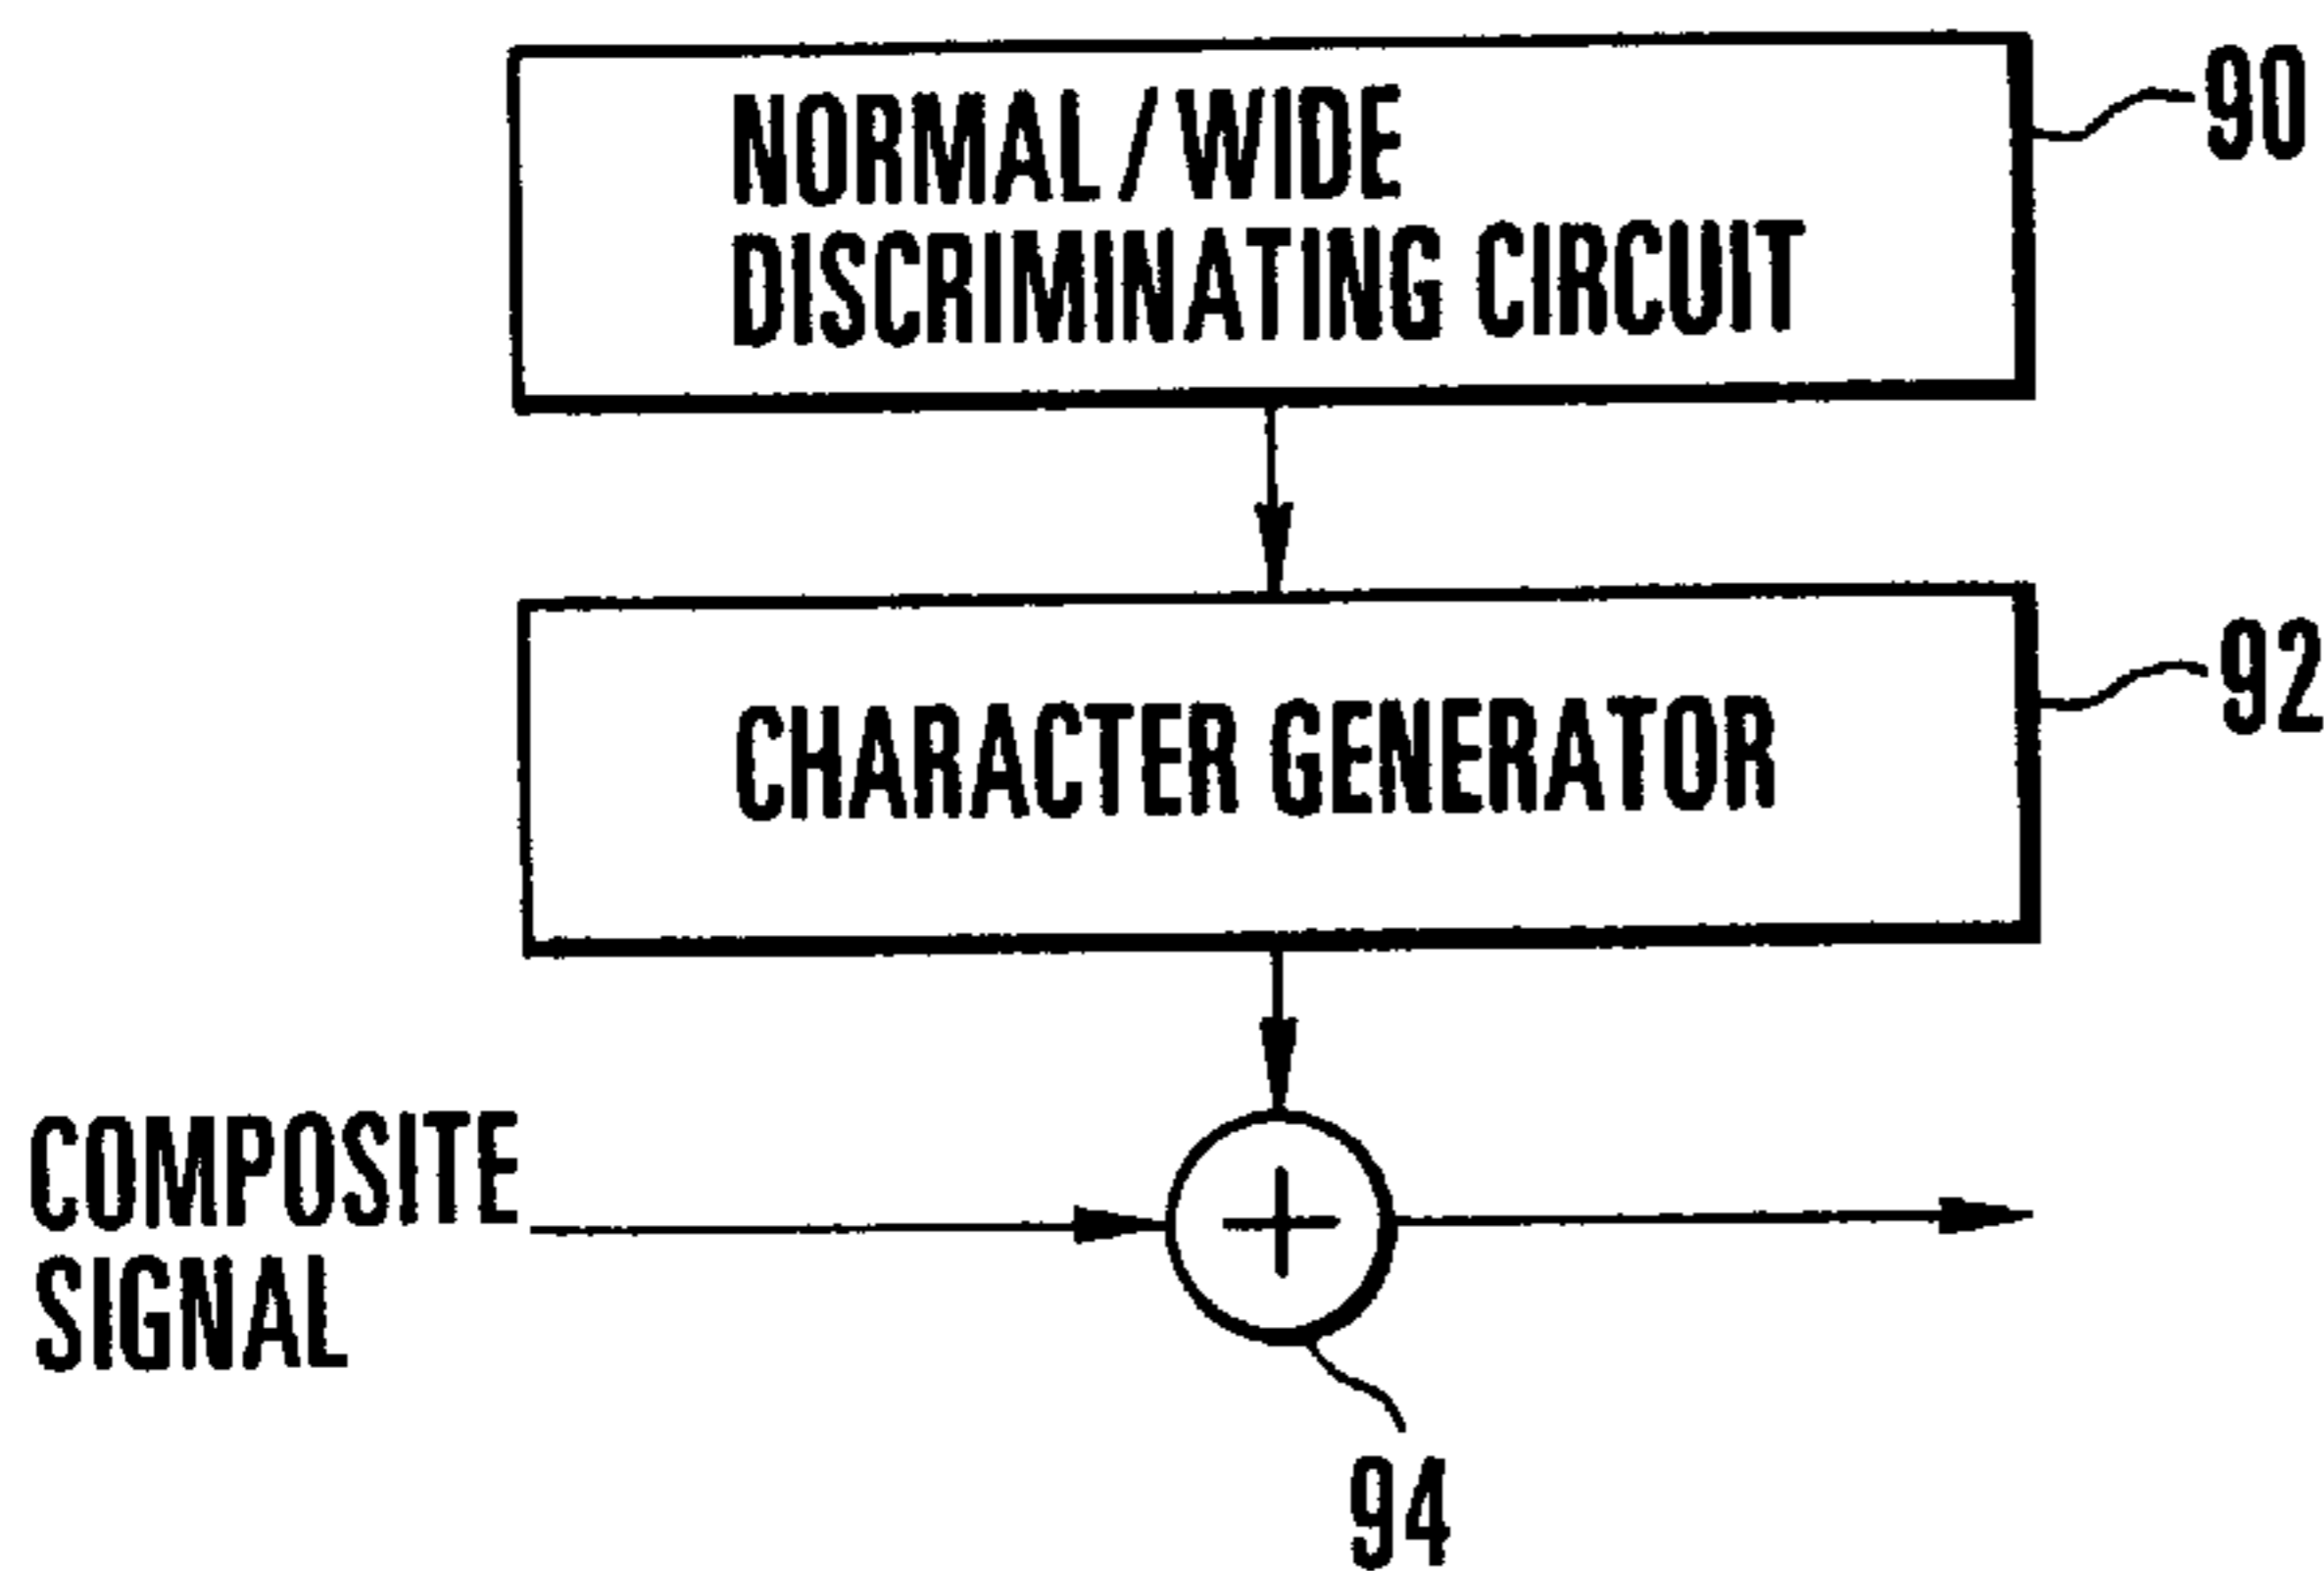 NORMAL/WIDE
DISCRIMINATING CIRCUIT
90
CHARACTER GENERATOR
92
COMPOSITE
SIGNAL
+
94